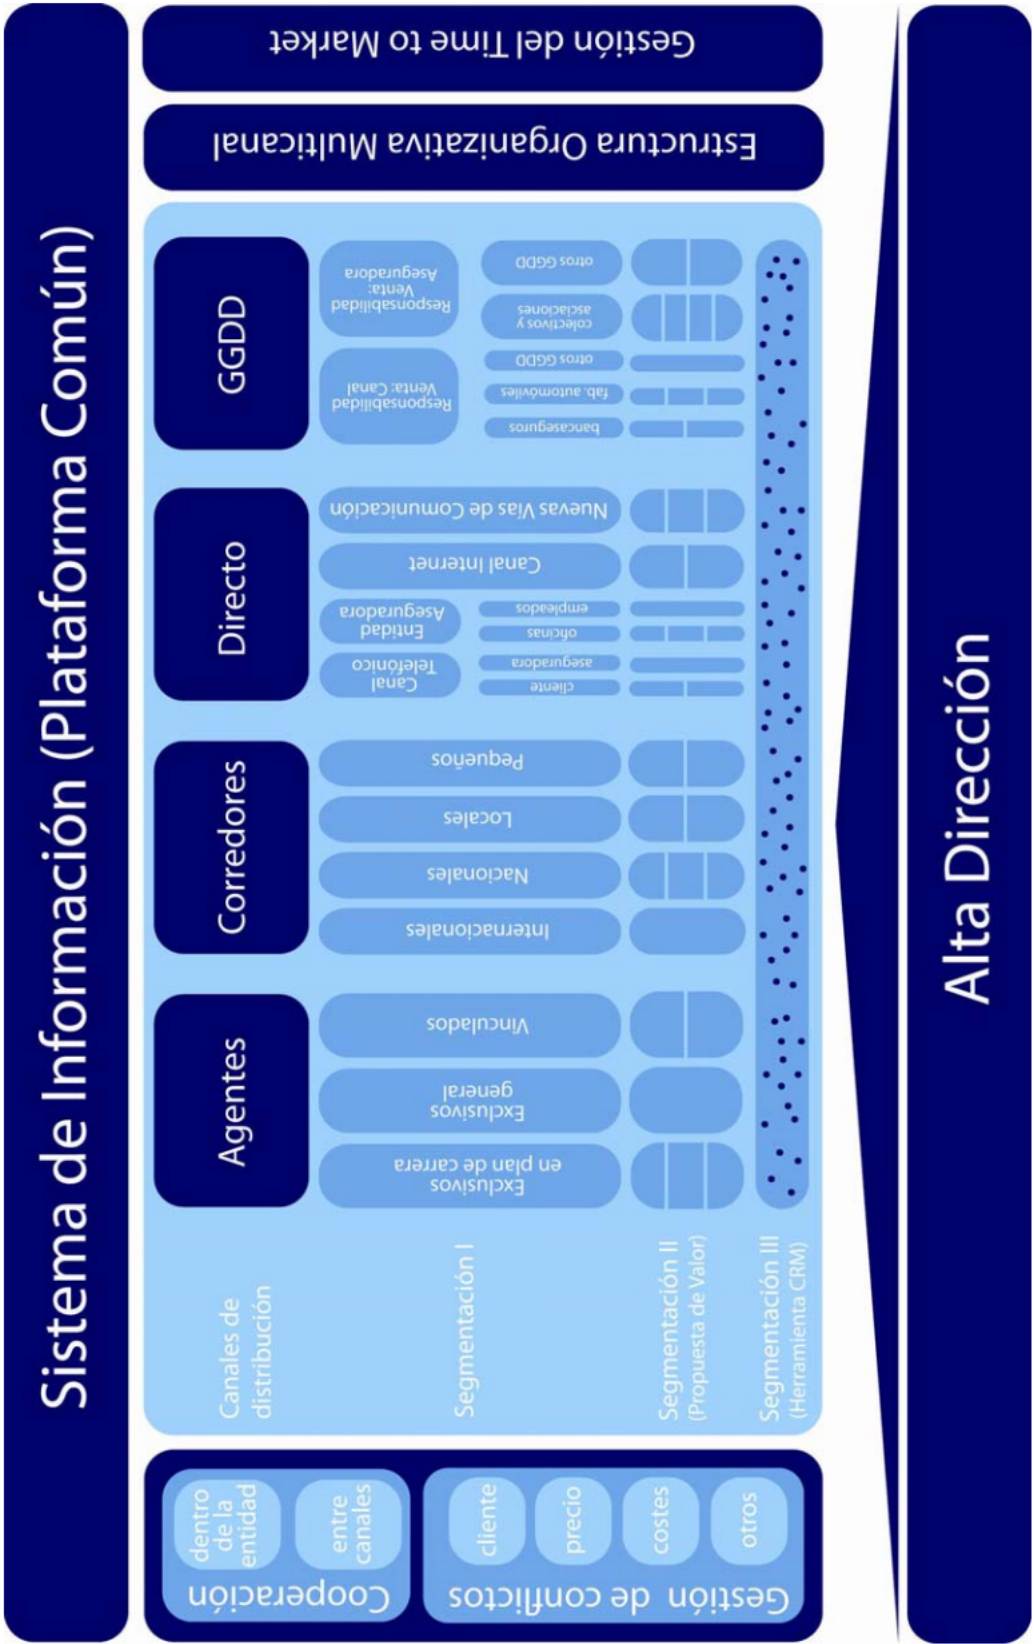 Sistema de Información (Plataforma Común)
Cooperación
dentro
de la
entidad
entre
canales
Gestión de conflictos
cliente
precio
costes
otros
Canales de
distribución
Agentes
Corredores
Directo
GGDD
Segmentación I
Exclusivos
en plan de carrera
Exclusivos
general
Vinculados
Internacionales
Nacionales
Locales
Pequeños
Canal
Telefónico
cliente
aseguradora
Entidad
Aseguradora
oficinas
empleados
Canal Internet
Nuevas Vias de Comunicación
Responsabilidad
Venta: Canal
bancaseguros
fab. automóviles
otros GGDD
Responsabilidad
Venta:
Aseguradora
colectivos y
asciaciones
otros GGDD
Segmentación II
(Propuesta de Valor)
Segmentación III
(Herramienta CRM)
Estructura Organizativa Multicanal
Gestión del Time to Market
Alta Dirección